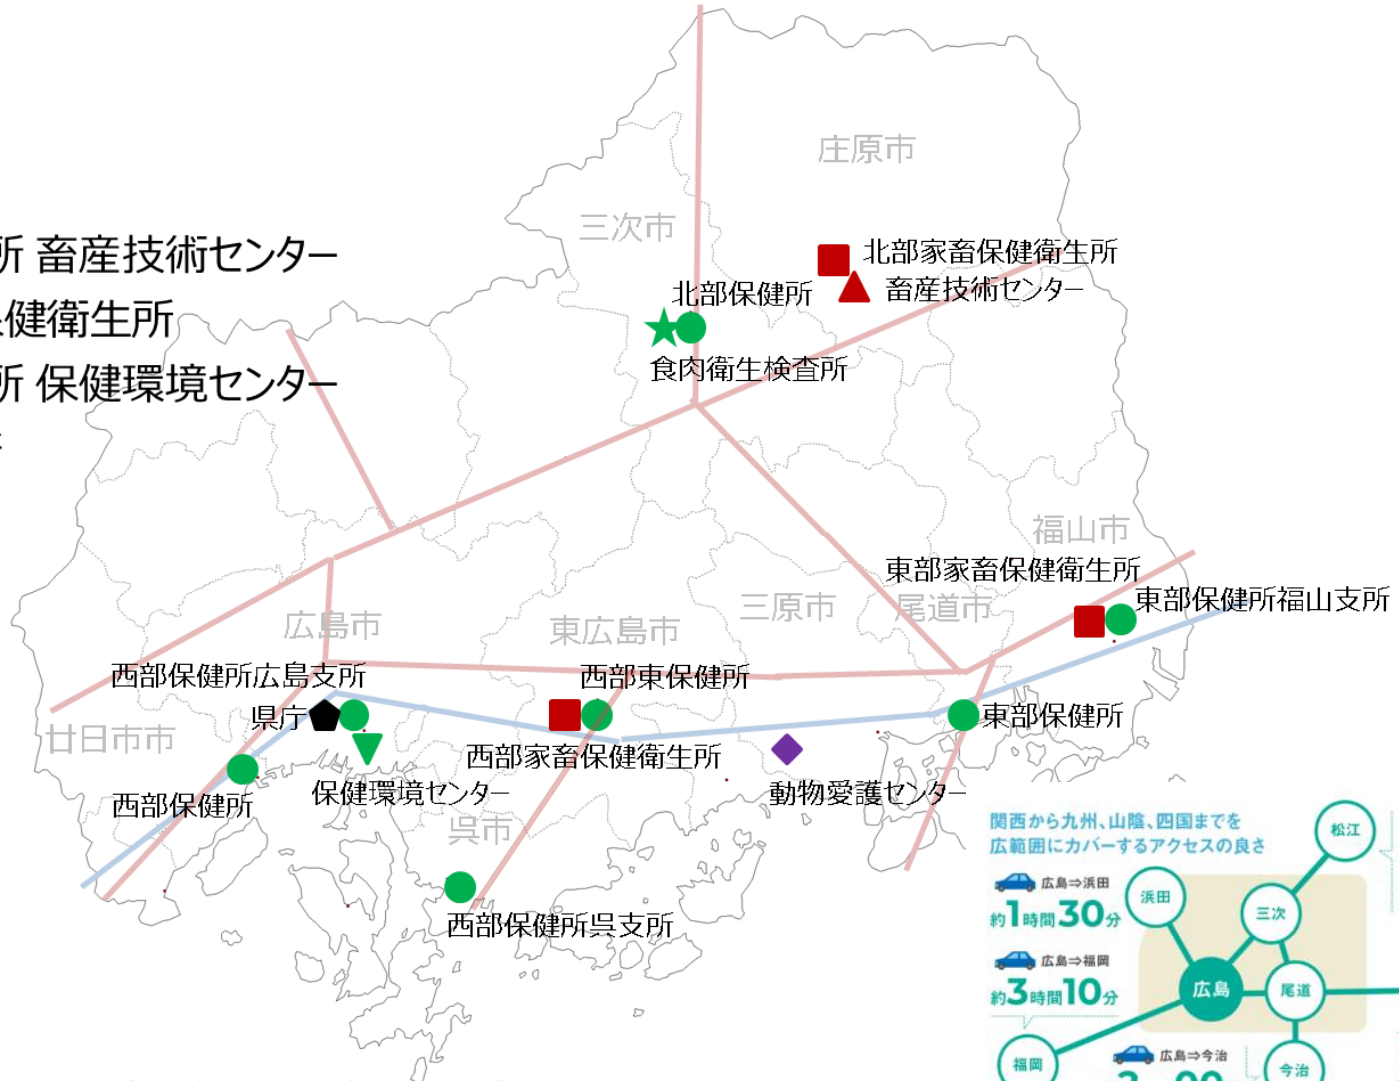 所 畜産技術センター
保健衛生所
所 保健環境センター
庄原市
三次市
北部家畜保健衛生所
畜産技術センター
北部保健所
食肉衛生検査所
福山市
東部家畜保健衛生所
東部保健所福山支所
三原市
尾道市
広島市
東広島市
西部保健所広島支所
西部東保健所
県庁
東部保健所
廿日市市
西部家畜保健衛生所
西部保健所
保健環境センター
動物愛護センター
呉市
西部保健所呉支所
関西から九州、山陰、四国までを
広範囲にカバーするアクセスの良さ
松江
広島⇒浜田
約1時間30分
浜田
三次
広島⇒福岡
約3時間10分
広島
尾道
福岡
広島⇒今治
今治